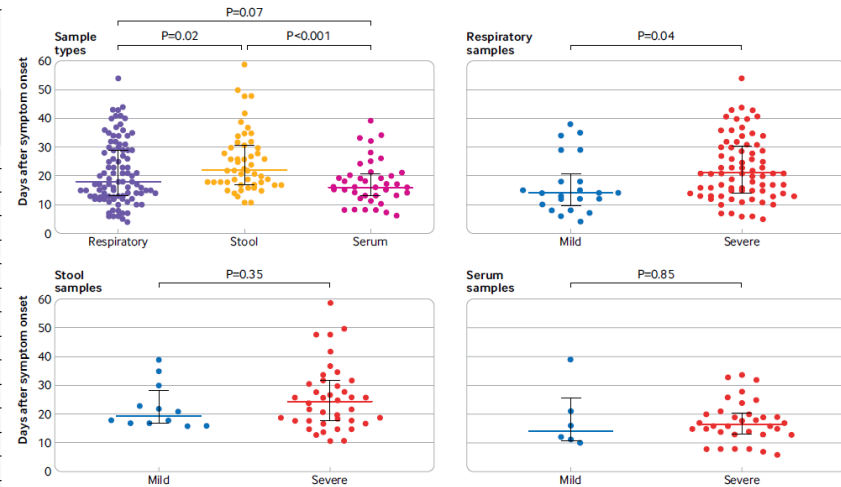 P=0.07
Sample
types
P=0.02
P<0.001
Days after symptom onset
60
50
40
30
20
10
0
Respiratory
Stool
Serum
Respiratory
samples
P=0.04
Mild
Severe
Stool
samples
P=0.35
Days after symptom onset
60
50
40
30
20
10
0
Mild
Severe
Serum
samples
P=0.85
Mild
Severe